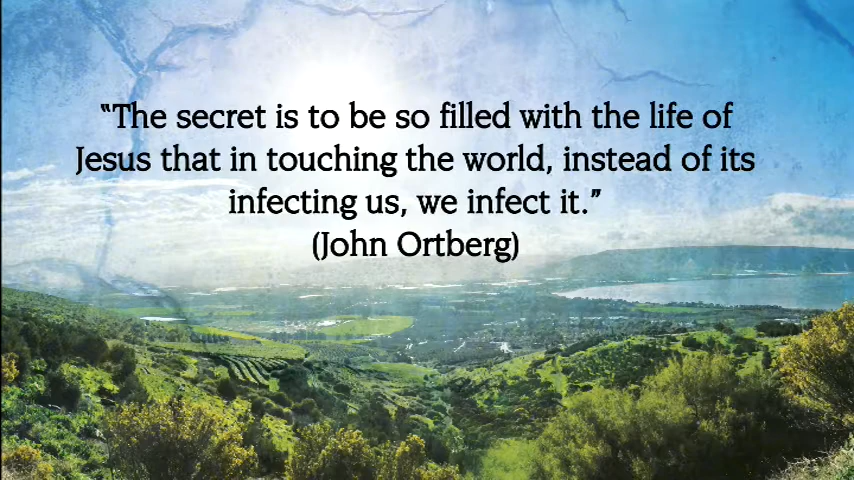 “The secret is to be so filled with the life of
Jesus that in touching the world, instead of its
infecting us, we infect it.”
(John Ortberg)